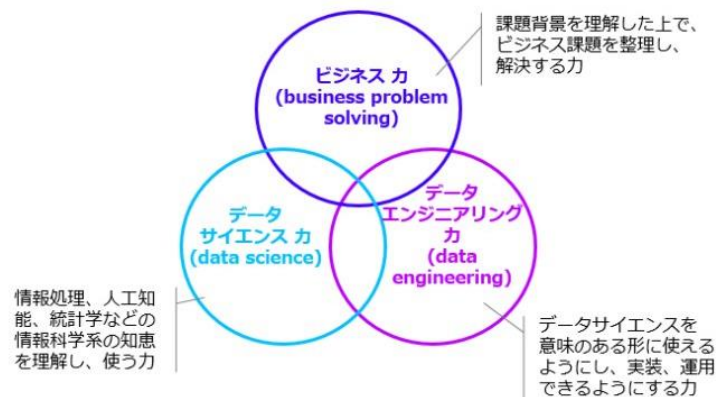 課題背景を理解した上で、
ビジネス課題を整理し、
解決する力
ビジネス 力
(business problem
solving)
データ
サイエンス 力
(data science)
データ
エンジニアリング
力
(data
engineering)
情報処理、人工知
能、統計学などの
情報科学系の知恵
を理解し、使う力
データサイエンスを
意味のある形に使える
ようにし、実装、運用
できるようにする力